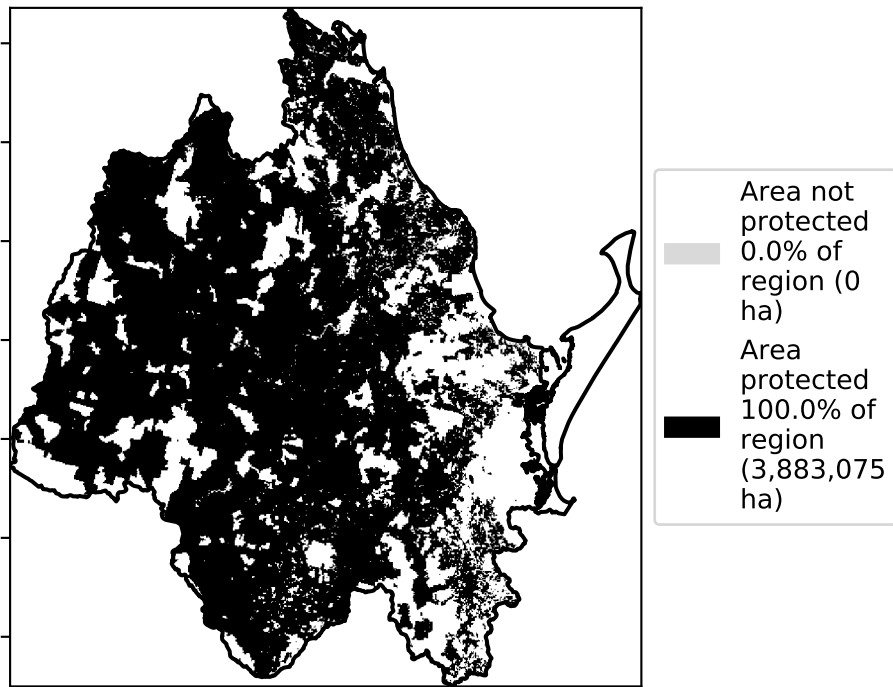 Area not
protected
0.0% of
region (0
ha)
Area
protected
100.0% of
region
(3,883,075
ha)